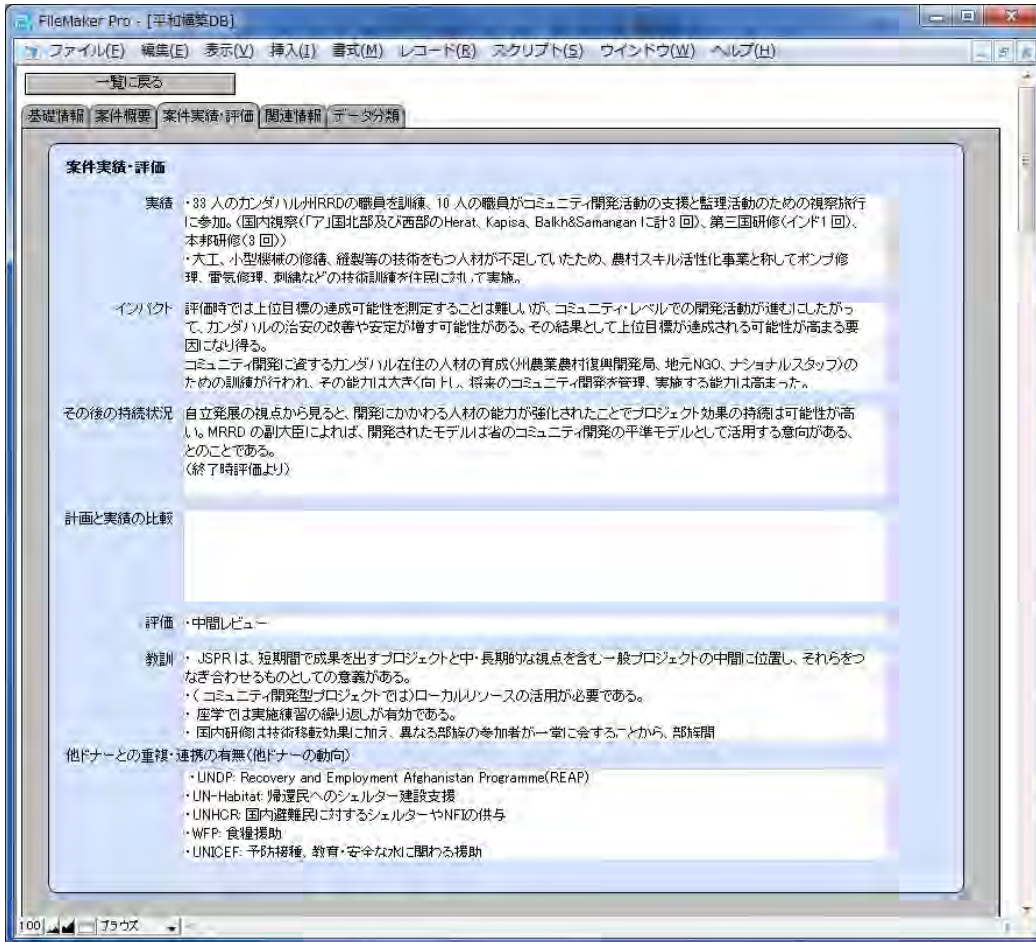 FileMaker Pro - [平和構築DB]
ファイル(F) 編集(E) 表示(V) 挿入(I) 書式(M) レコード(R) スクリプト(S) ウインドウ(W) ヘルプ(H)
一覧に戻る
基礎情報 案件概要 案件実績・評価 関連情報 データ分類
案件実績・評価
実績 ・33 人のカンダハル州RRDの職員を訓練、10 人の職員がコミュニティ開発活動の支援と監理活動のための視察旅行
に参加。(国内視察(「ア」国北部及び西部のHerat、Kapisa、Balkh&Samangan に計3 回)、第三国研修(インド1 回)、
本邦研修(3 回))
・大工、小型機械の修繕、縫製等の技術をもつ人材が不足していたため、農村スキル活性化事業と称してポンプ修
理、電気修理、刺繍などの技術訓練を住民に対して実施。
インパクト 評価時では上位目標の達成可能性を測定することは難しいが、コミュニティ・レベルでの開発活動が進むにしたがっ
て、カンダハルの治安の改善や安定が増す可能性がある。その結果として上位目標が達成される可能性が高まる要
因になり得る。
コミュニティ開発に資するカンダハル在住の人材の育成(州農業農村復興開発局、地元NGO、ナショナルスタッフ)の
ための訓練が行われ、その能力は大きく向上し、将来のコミュニティ開発を管理、実施する能力は高まった。
その後の持続状況 自立発展の視点から見ると、開発にかかわる人材の能力が強化されたことでプロジェクト効果の持続は可能性が高
い。MRRD の副大臣によれば、開発されたモデルは省のコミュニティ開発の平準モデルとして活用する意向がある、
とのことである。
(終了時評価より)
計画と実績の比較
評価 ・中間レビュー
教訓 ・ JSPRは、短期間で成果を出すプロジェクトと中・長期的な視点を含む一般プロジェクトの中間に位置し、それらをつ
なぎ合わせるものとしての意義がある。
・( コミュニティ開発型プロジェクトでは)ローカルリソースの活用が必要である。
・ 座学では実施練習の繰り返しが有効である。
・ 国内研修は技術移転効果に加え、異なる部族の参加者が一堂に会することから、部族間
他ドナーとの重複・連携の有無(他ドナーの動向)
・UNDP: Recovery and Employment Afghanistan Programme(REAP)
・UN-Habitat: 帰還民へのシェルター建設支援
・UNHCR: 国内避難民に対するシェルターやNFIの供与
・WFP: 食糧援助
・UNICEF: 予防接種、教育・安全な水に関わる援助
100 ブラウズ